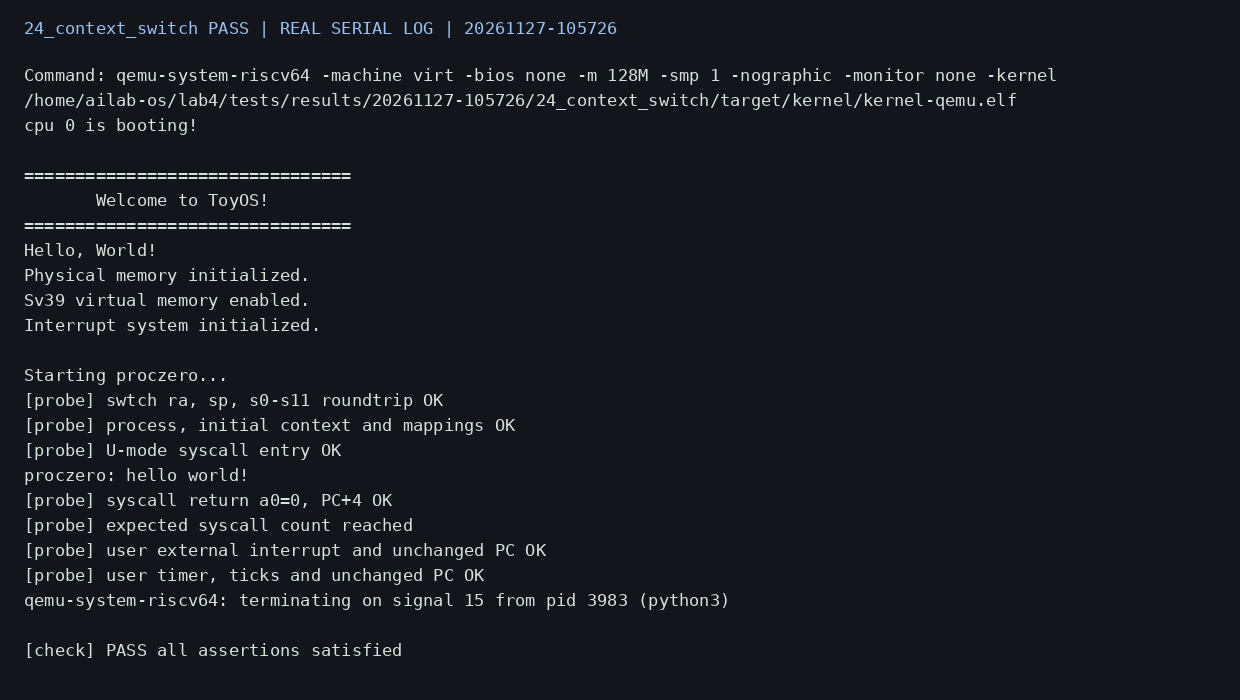 24_context_switch PASS | REAL SERIAL LOG | 20261127-105726
Command: qemu-system-riscv64 -machine virt -bios none -m 128M -smp 1 -nographic -monitor none -kernel
/home/ailab-os/lab4/tests/results/20261127-105726/24_context_switch/target/kernel/kernel-qemu.elf
cpu 0 is booting!
================================
Welcome to ToyOS!
================================
Hello, World!
Physical memory initialized.
Sv39 virtual memory enabled.
Interrupt system initialized.
Starting proczero...
[probe] swtch ra, sp, s0-s11 roundtrip OK
[probe] process, initial context and mappings OK
[probe] U-mode syscall entry OK
proczero: hello world!
[probe] syscall return a0=0, PC+4 OK
[probe] expected syscall count reached
[probe] user external interrupt and unchanged PC OK
[probe] user timer, ticks and unchanged PC OK
qemu-system-riscv64: terminating on signal 15 from pid 3983 (python3)
[check] PASS all assertions satisfied